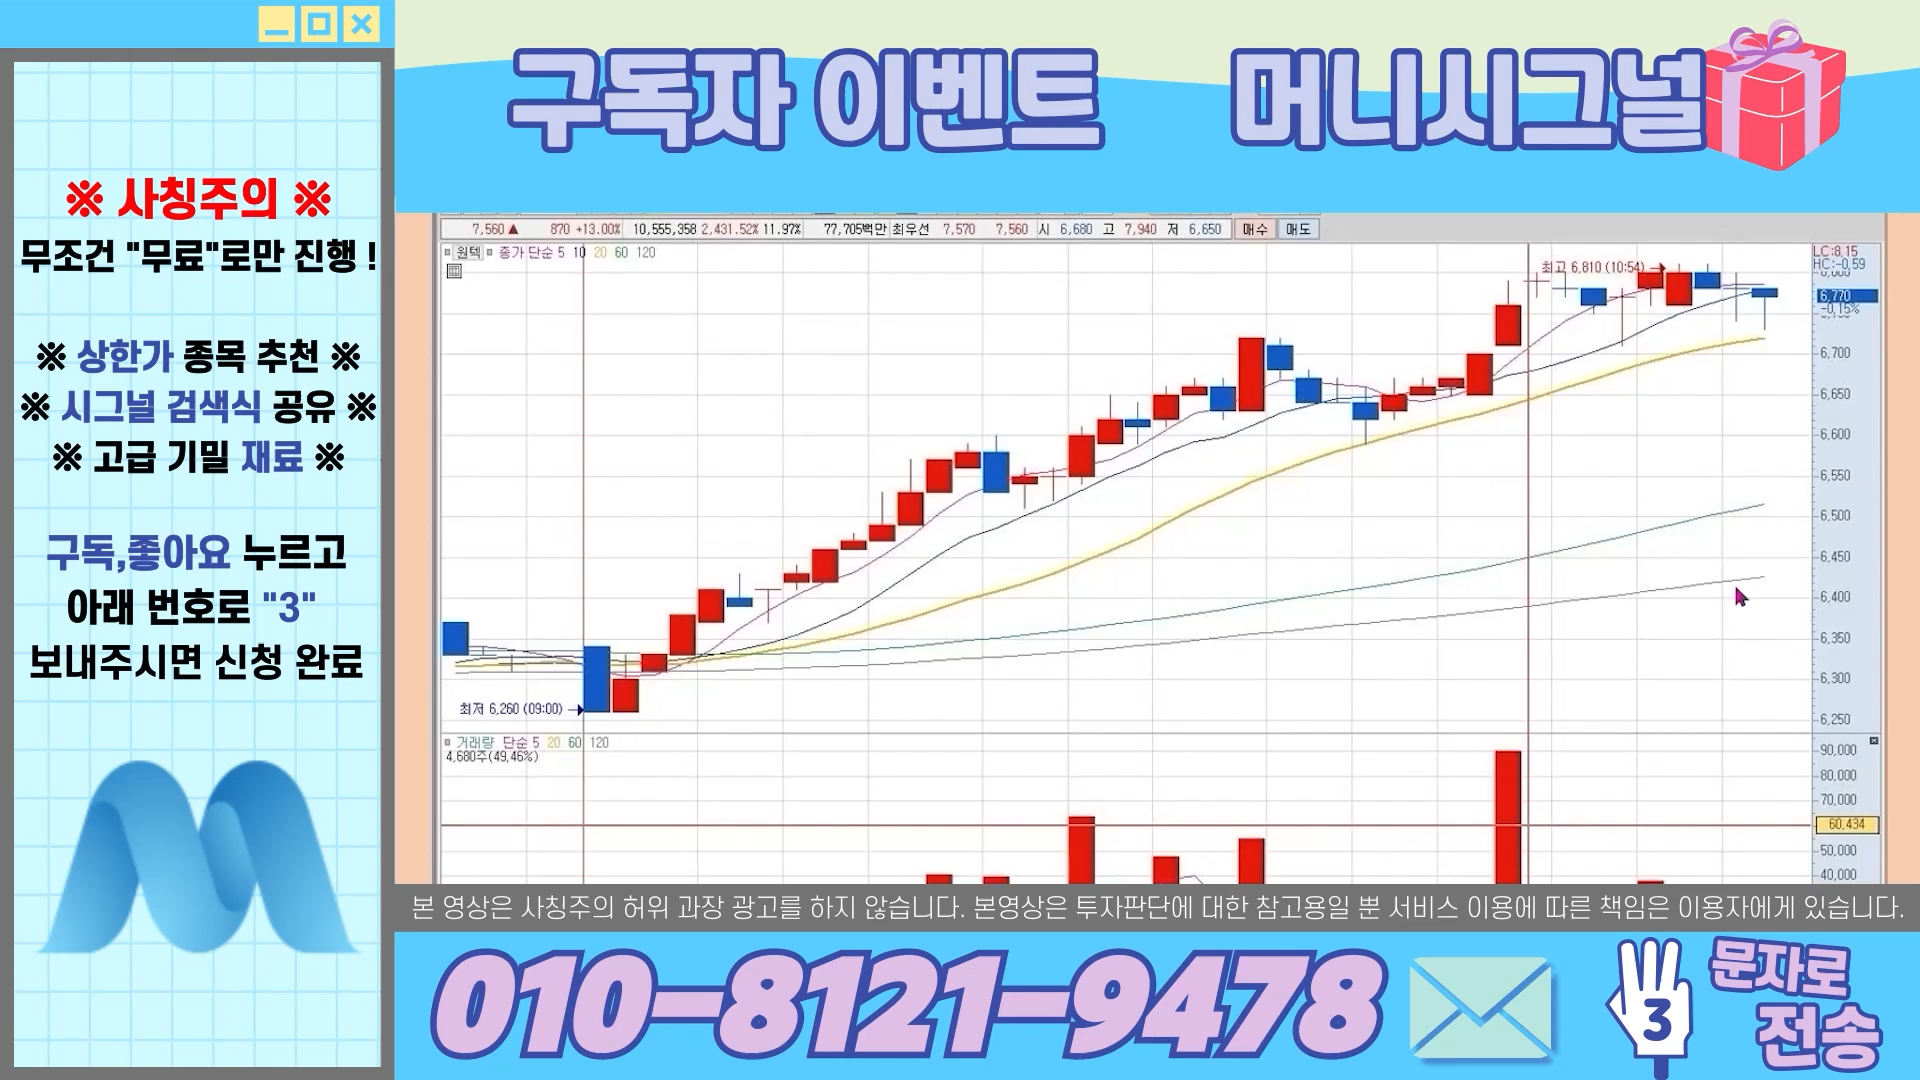 구독자 이벤트 머니시그널
※ 사칭주의 ※
무조건 "무료"로만 진행 !
※ 상한가 종목 추천 ※
※ 시그널 검색식 공유 ※
※ 고급 기밀 재료 ※
구독,좋아요 누르고
아래 번호로 "3"
보내주시면 신청 완료
7,560 ▲ 870 +13.00% 10,555,358 2,431.52% 11.97% 77,705백만 최우선 7,570 7,560 시 6,680 고 7,940 저 6,650 매수 매도
원텍 종가 단순 5 10 20 60 120
LC:8.15
HC:-0.59
최고 6,810 (10:54)
6,770
-0.15%
6,700
6,650
6,600
6,550
6,500
6,450
6,400
6,350
6,300
6,250
최저 6,260 (09:00)
거래량 단순 5 20 60 120
4,680주(49.46%)
90,000
80,000
70,000
60,434
50,000
40,000
본 영상은 사칭주의 허위 과장 광고를 하지 않습니다. 본영상은 투자판단에 대한 참고용일 뿐 서비스 이용에 따른 책임은 이용자에게 있습니다.
010-8121-9478
3
문자로
전송